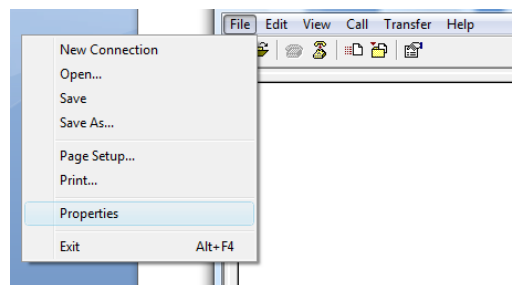 File Edit View Call Transfer Help
New Connection
Open...
Save
Save As...
Page Setup...
Print...
Properties
Exit Alt+F4